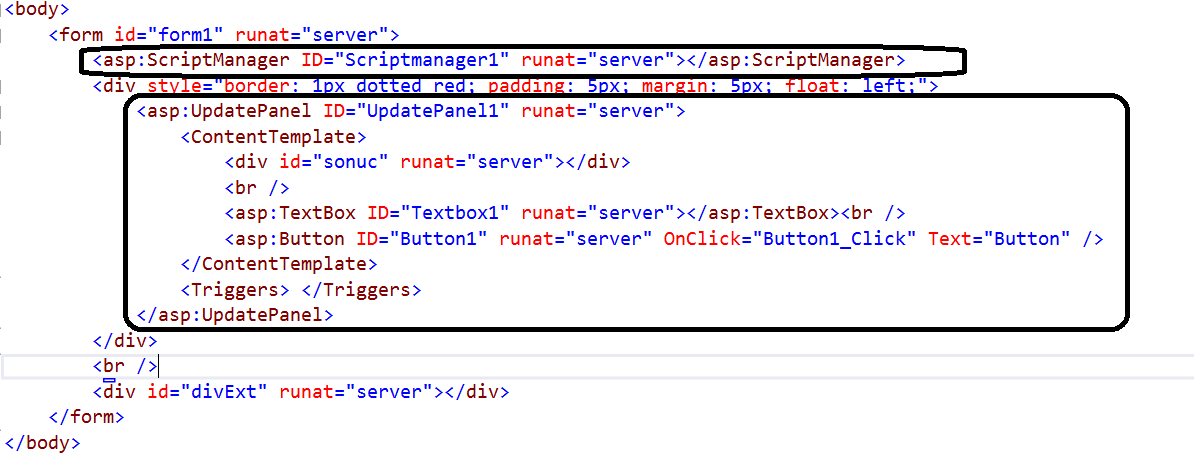 <body>
<form id="form1" runat="server">
<asp:ScriptManager ID="Scriptmanager1" runat="server"></asp:ScriptManager>
<div style="border: 1px dotted red; padding: 5px; margin: 5px; float: left;">
<asp:UpdatePanel ID="UpdatePanel1" runat="server">
<ContentTemplate>
<div id="sonuc" runat="server"></div>
<br />
<asp:TextBox ID="Textbox1" runat="server"></asp:TextBox><br />
<asp:Button ID="Button1" runat="server" OnClick="Button1_Click" Text="Button" />
</ContentTemplate>
<Triggers> </Triggers>
</asp:UpdatePanel>
</div>
<br />
<div id="divExt" runat="server"></div>
</form>
</body>